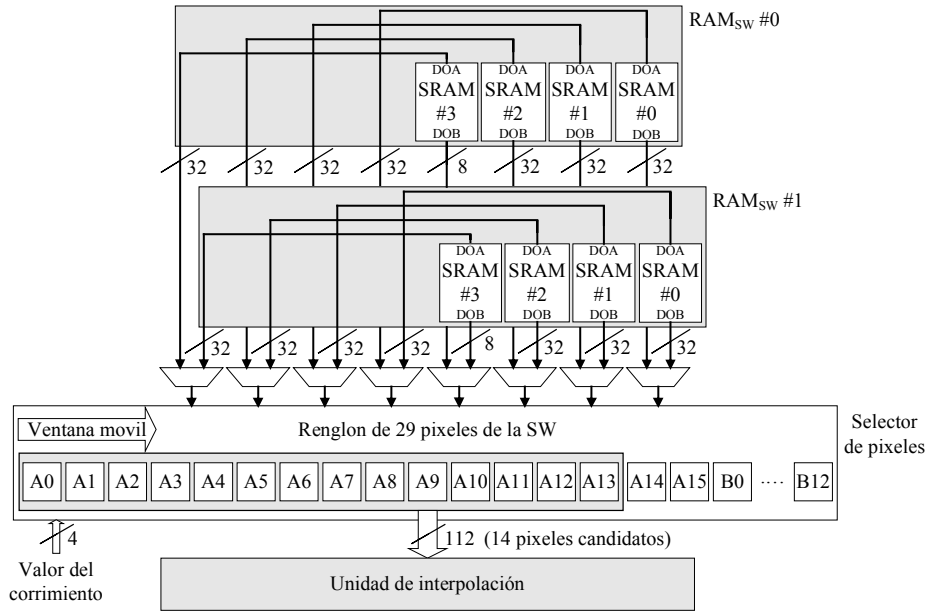 RAMSW #0
DOA DOA DOA DOA
SRAM SRAM SRAM SRAM
#3 #2 #1 #0
DOB DOB DOB DOB
32 32 32 32 8 32 32 32
RAMSW #1
DOA DOA DOA DOA
SRAM SRAM SRAM SRAM
#3 #2 #1 #0
DOB DOB DOB DOB
32 32 32 32 8 32 32 32
Ventana movil
Renglon de 29 pixeles de la SW
Selector
de pixeles
A0 A1 A2 A3 A4 A5 A6 A7 A8 A9 A10 A11 A12 A13 A14 A15 B0 .... B12
4
Valor del
corrimiento
112 (14 pixeles candidatos)
Unidad de interpolación